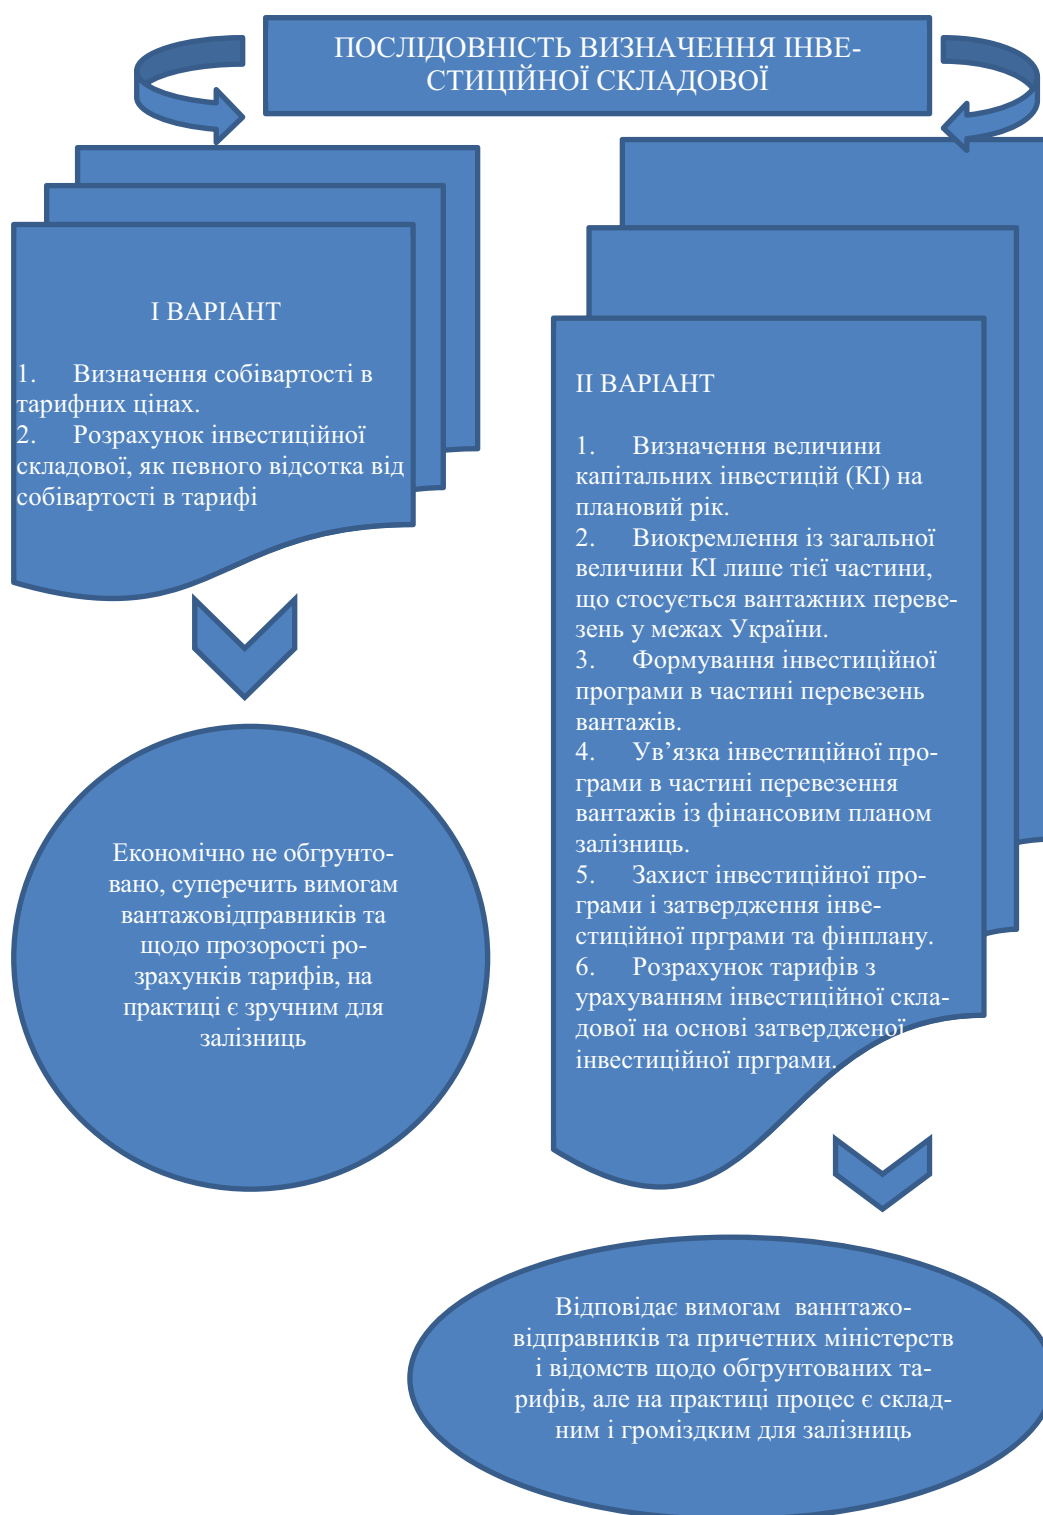 ПОСЛІДОВНІСТЬ ВИЗНАЧЕННЯ ІНВЕ-
СТИЦІЙНОЇ СКЛАДОВОЇ
І ВАРІАНТ
1. Визначення собівартості в
тарифних цінах.
2. Розрахунок інвестиційної
складової, як певного відсотка від
собівартості в тарифі
Економічно не обгрунто-
вано, суперечить вимогам
вантажовідправників та
щодо прозорості ро-
зрахунків тарифів, на
практиці є зручним для
залізниць
ІІ ВАРІАНТ
1. Визначення величини
капітальних інвестицій (КІ) на
плановий рік.
2. Виокремлення із загальної
величини КІ лише тієї частини,
що стосується вантажних переве-
зень у межах України.
3. Формування інвестиційної
програми в частині перевезень
вантажів.
4. Ув’язка інвестиційної про-
грами в частині перевезення
вантажів із фінансовим планом
залізниць.
5. Захист інвестиційної про-
грами і затвердження інве-
стиційної прграми та фінплану.
6. Розрахунок тарифів з
урахуванням інвестиційної скла-
дової на основі затвердженої
інвестиційної прграми.
Відповідає вимогам ваннтажо-
відправників та причетних міністерств
і відомств щодо обгрунтованих та-
рифів, але на практиці процес є склад-
ним і громіздким для залізниць